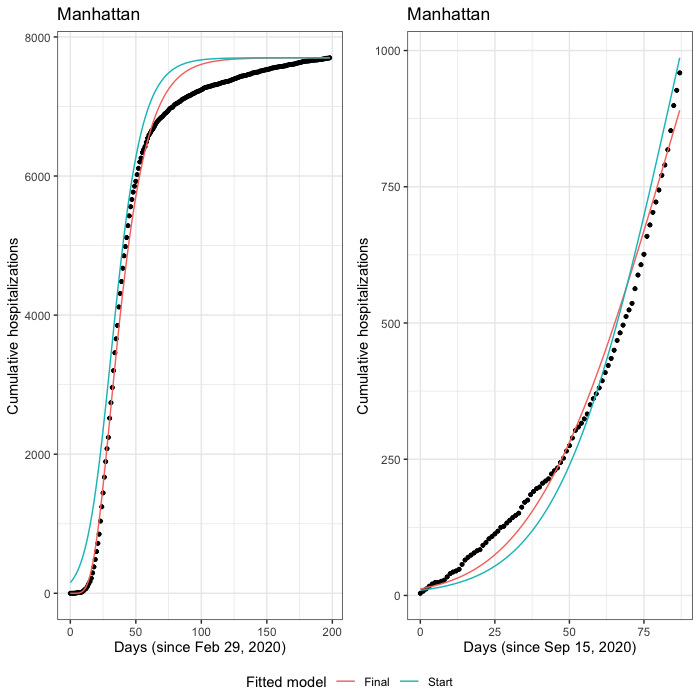 Manhattan
Cumulative hospitalizations
8000
6000
4000
2000
0
0 50 100 150 200
Days (since Feb 29, 2020)
Manhattan
Cumulative hospitalizations
1000
750
500
250
0
0 25 50 75
Days (since Sep 15, 2020)
Fitted model Final Start